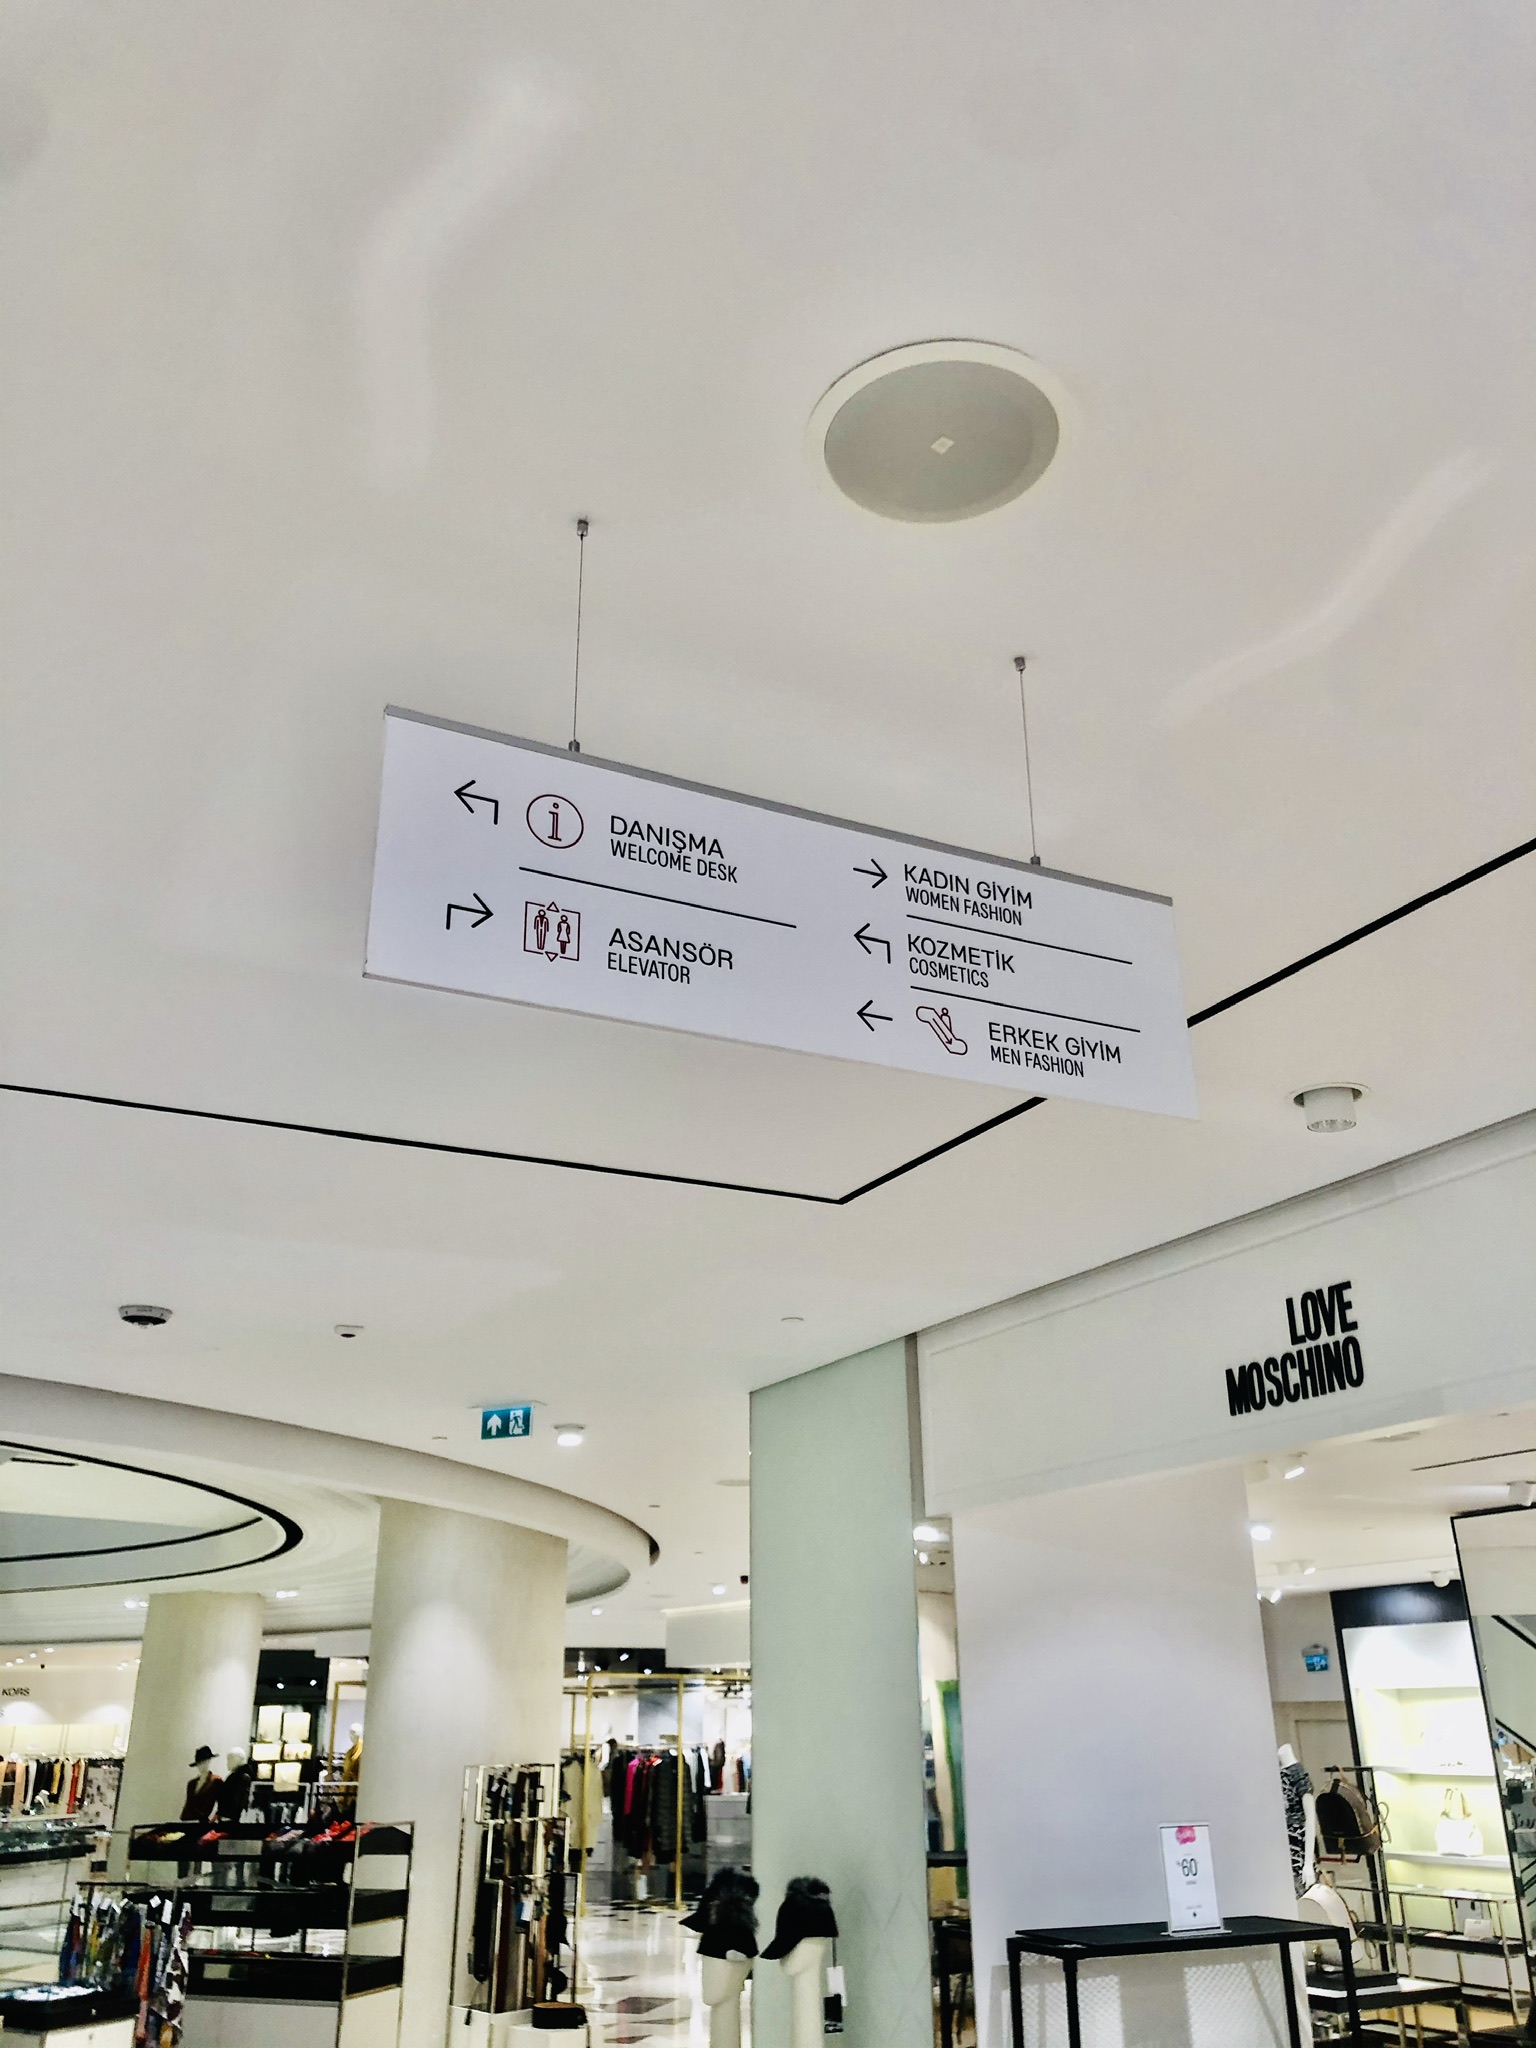 DANIŞMA
WELCOME DESK
ASANSÖR
ELEVATOR
KADIN GİYİM
WOMEN FASHION
KOZMETİK
COSMETICS
ERKEK GİYİM
MEN FASHION
LOVE
MOSCHINO
KORS
%60